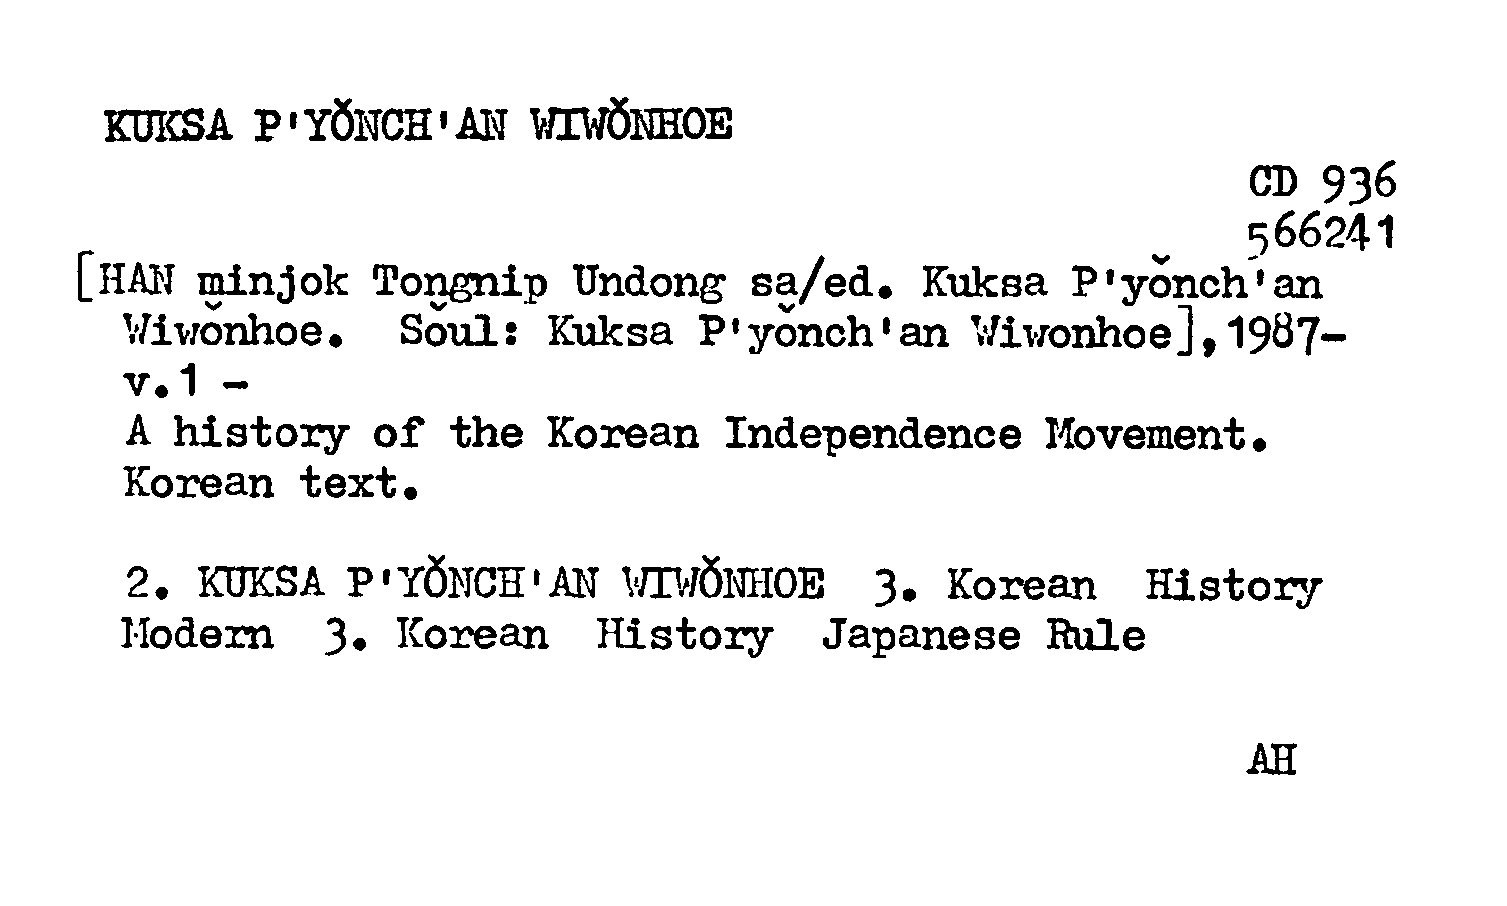 KUKSA P'YŎNCH'AN WIWŎNHOE
CD 936
566241
[HAN minjok Tongnip Undong sa/ed. Kuksa P'yŏnch'an
Wiwŏnhoe. Sŏul: Kuksa P'yŏnch'an Wiwonhoe],1987-
v.1 -
A history of the Korean Independence Movement.
Korean text.
2. KUKSA P'YŎNCH'AN WIWŎNHOE 3. Korean History
Modern 3. Korean History Japanese Rule
AH